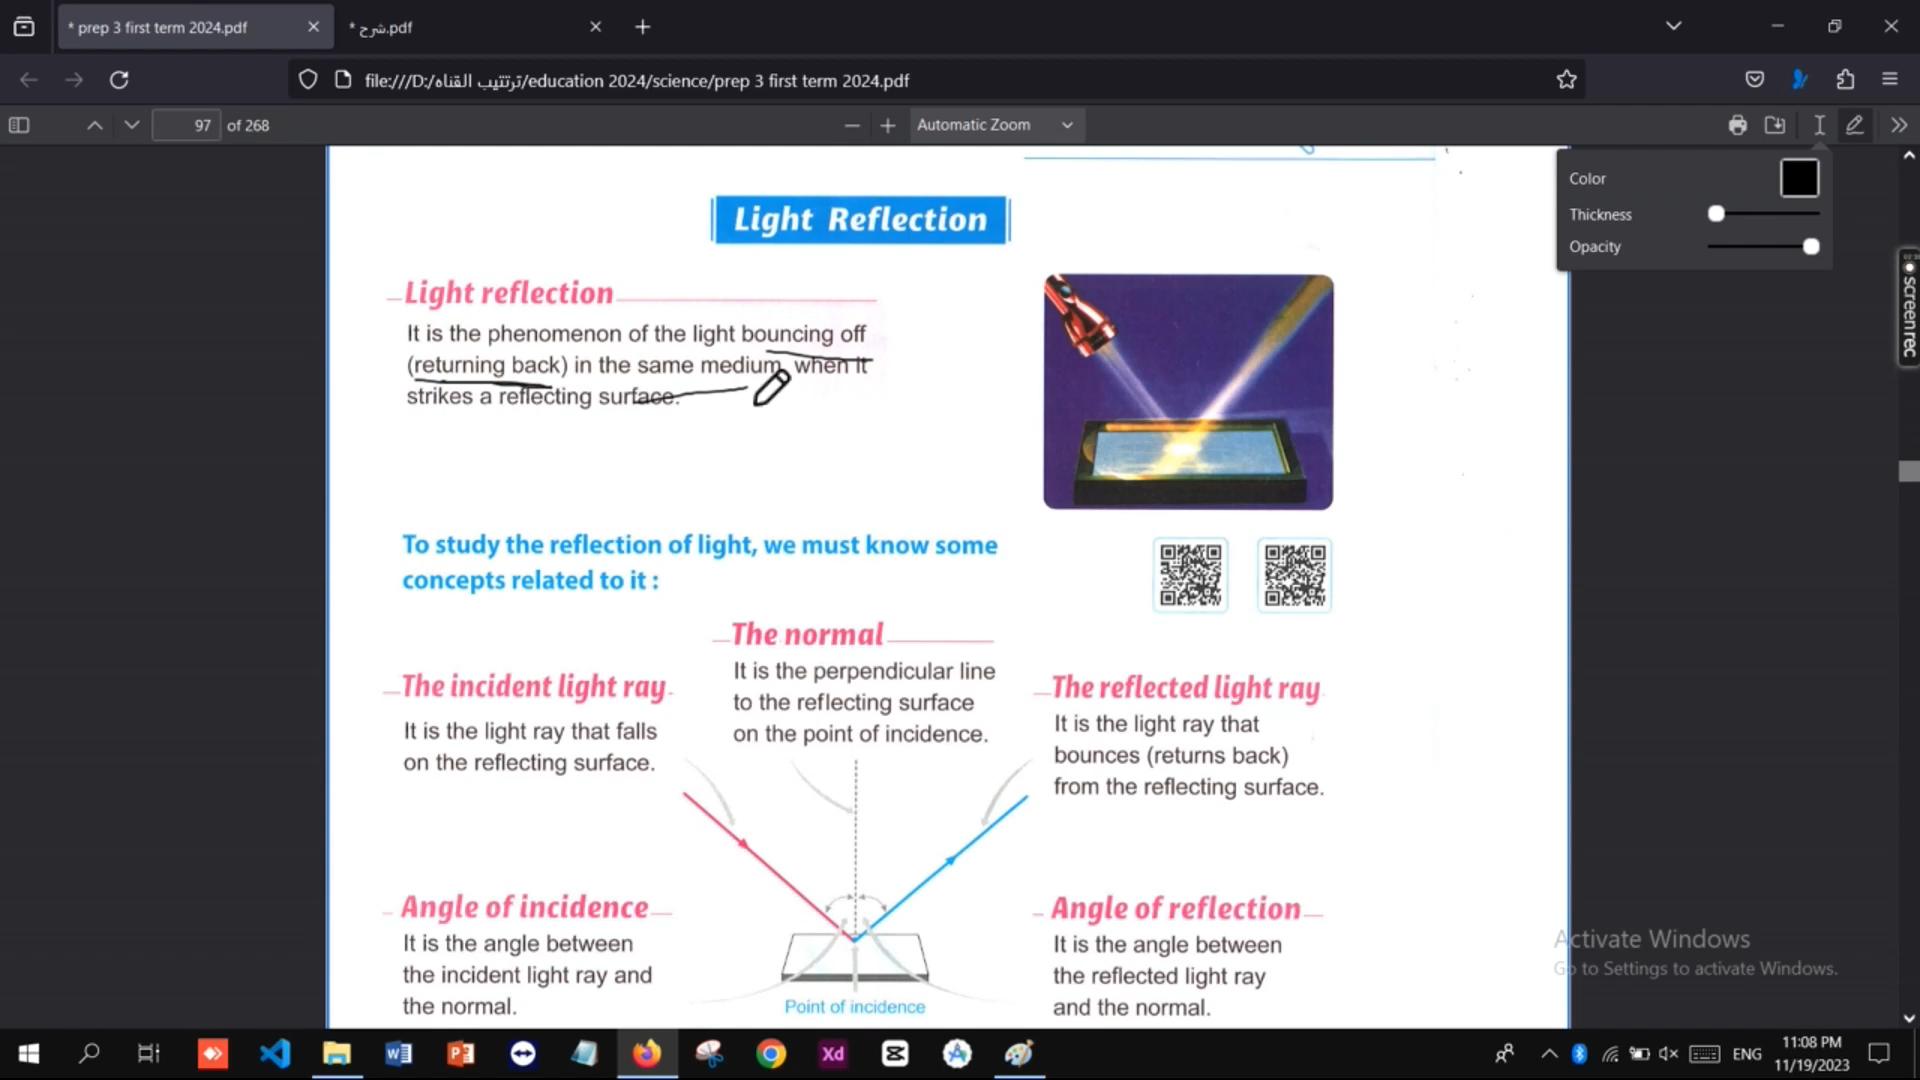 * prep 3 first term 2024.pdf
* شرح.pdf
file:///D:/ترتتيب القناه/education 2024/science/prep 3 first term 2024.pdf
97 of 268
Automatic Zoom
Color
Thickness
Opacity
screenrec
Light Reflection
Light reflection
It is the phenomenon of the light bouncing off
(returning back) in the same medium, when it
strikes a reflecting surface.
To study the reflection of light, we must know some
concepts related to it :
The normal
It is the perpendicular line
to the reflecting surface
on the point of incidence.
The incident light ray
It is the light ray that falls
on the reflecting surface.
The reflected light ray
It is the light ray that
bounces (returns back)
from the reflecting surface.
Angle of incidence
It is the angle between
the incident light ray and
the normal.
Angle of reflection
It is the angle between
the reflected light ray
and the normal.
Point of incidence
Activate Windows
Go to Settings to activate Windows.
Xd
ENG
11:08 PM
11/19/2023